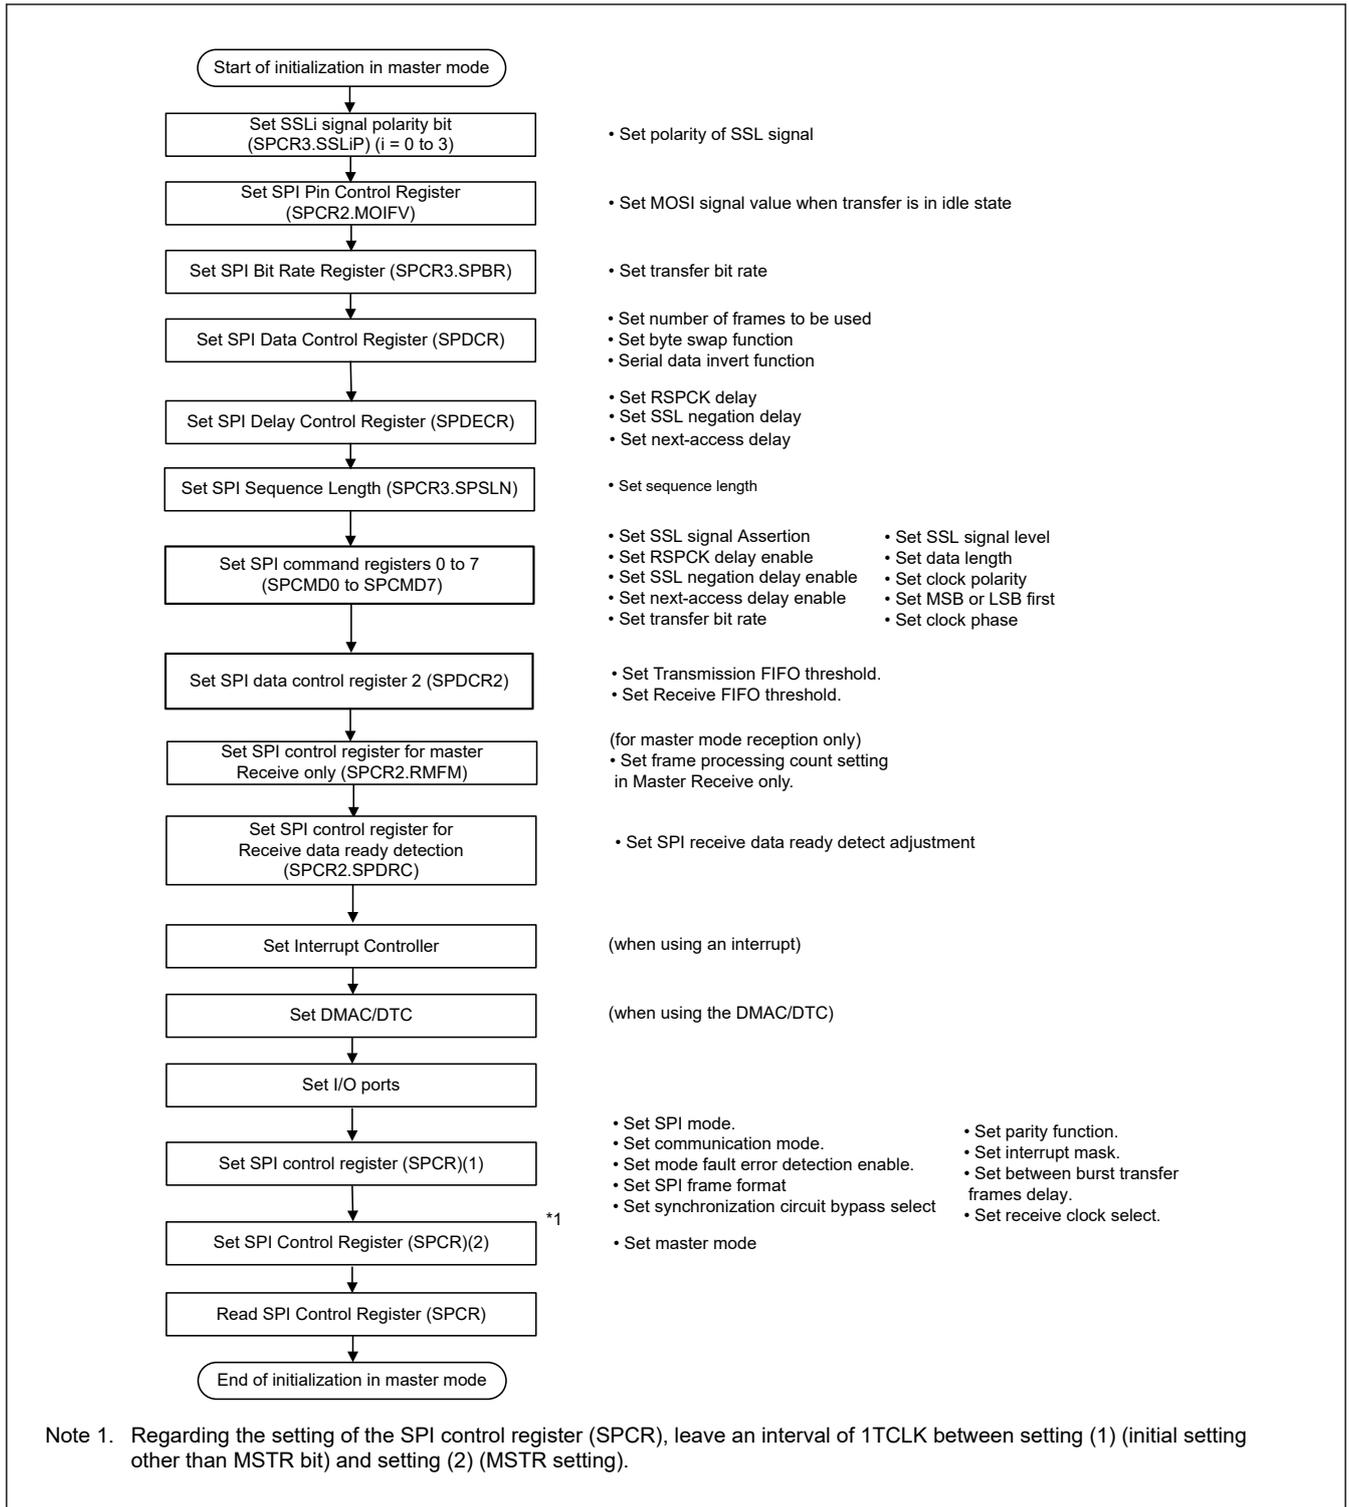 Start of initialization in master mode
Set SSLi signal polarity bit
(SPCR3.SSLiP) (i = 0 to 3)
• Set polarity of SSL signal
Set SPI Pin Control Register
(SPCR2.MOIFV)
• Set MOSI signal value when transfer is in idle state
Set SPI Bit Rate Register (SPCR3.SPBR)
• Set transfer bit rate
Set SPI Data Control Register (SPDCR)
• Set number of frames to be used
• Set byte swap function
• Serial data invert function
Set SPI Delay Control Register (SPDECR)
• Set RSPCK delay
• Set SSL negation delay
• Set next-access delay
Set SPI Sequence Length (SPCR3.SPSLN)
• Set sequence length
Set SPI command registers 0 to 7
(SPCMD0 to SPCMD7)
• Set SSL signal Assertion
• Set RSPCK delay enable
• Set SSL negation delay enable
• Set next-access delay enable
• Set transfer bit rate
• Set SSL signal level
• Set data length
• Set clock polarity
• Set MSB or LSB first
• Set clock phase
Set SPI data control register 2 (SPDCR2)
• Set Transmission FIFO threshold.
• Set Receive FIFO threshold.
Set SPI control register for master
Receive only (SPCR2.RMFM)
(for master mode reception only)
• Set frame processing count setting
in Master Receive only.
Set SPI control register for
Receive data ready detection
(SPCR2.SPDRC)
• Set SPI receive data ready detect adjustment
Set Interrupt Controller
(when using an interrupt)
Set DMAC/DTC
(when using the DMAC/DTC)
Set I/O ports
Set SPI control register (SPCR)(1)
• Set SPI mode.
• Set communication mode.
• Set mode fault error detection enable.
• Set SPI frame format
• Set synchronization circuit bypass select
• Set parity function.
• Set interrupt mask.
• Set between burst transfer
frames delay.
• Set receive clock select.
*1
Set SPI Control Register (SPCR)(2)
• Set master mode
Read SPI Control Register (SPCR)
End of initialization in master mode
Note 1. Regarding the setting of the SPI control register (SPCR), leave an interval of 1TCLK between setting (1) (initial setting
other than MSTR bit) and setting (2) (MSTR setting).